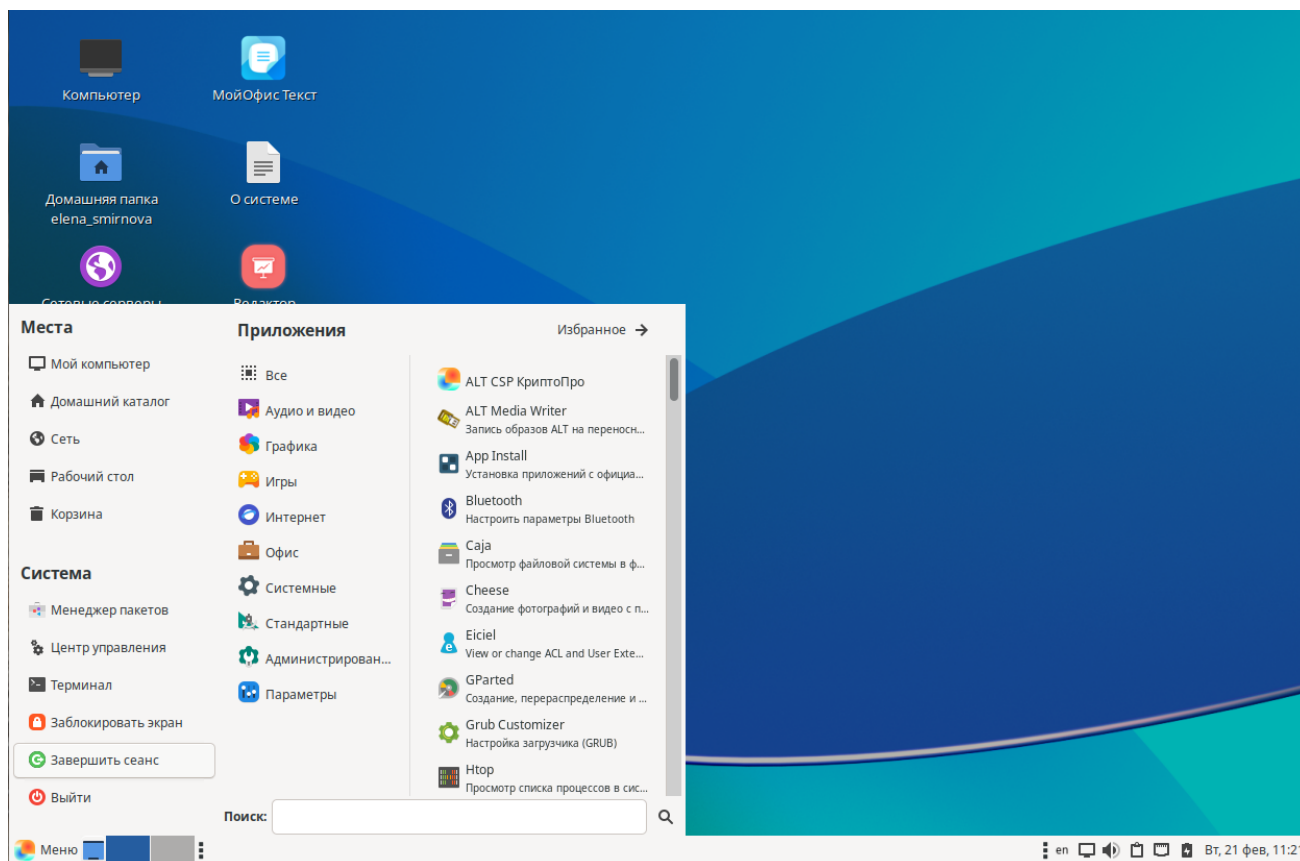 Компьютер
МойОфис Текст
Домашняя папка
elena_smirnova
О системе
Сетевые серверы
Редактор
Места
Мой компьютер
Домашний каталог
Сеть
Рабочий стол
Корзина
Система
Менеджер пакетов
Центр управления
Терминал
Заблокировать экран
Завершить сеанс
Выйти
Приложения
Избранное
Все
Аудио и видео
Графика
Игры
Интернет
Офис
Системные
Стандартные
Администрирован...
Параметры
ALT CSP КриптоПро
ALT Media Writer
Запись образов ALT на переносн...
App Install
Установка приложений с официа...
Bluetooth
Настроить параметры Bluetooth
Caja
Просмотр файловой системы в ф...
Cheese
Создание фотографий и видео с п...
Eiciel
View or change ACL and User Exte...
GParted
Создание, перераспределение и ...
Grub Customizer
Настройка загрузчика (GRUB)
Htop
Просмотр списка процессов в сис...
Поиск:
Меню
en
Вт, 21 фев, 11:21